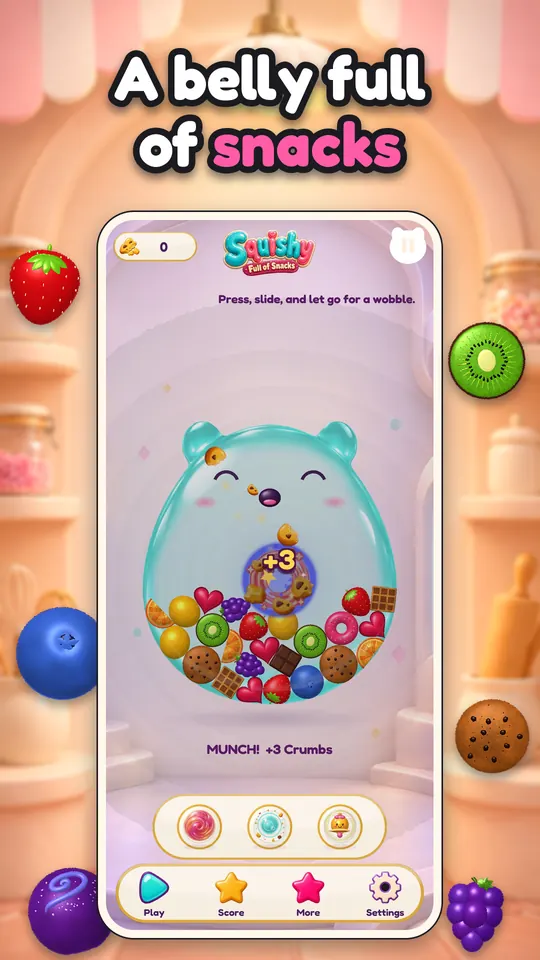 A belly full
of snacks
0
Squishy
Full of Snacks
Press, slide, and let go for a wobble.
+3
MUNCH! +3 Crumbs
Play
Score
More
Settings